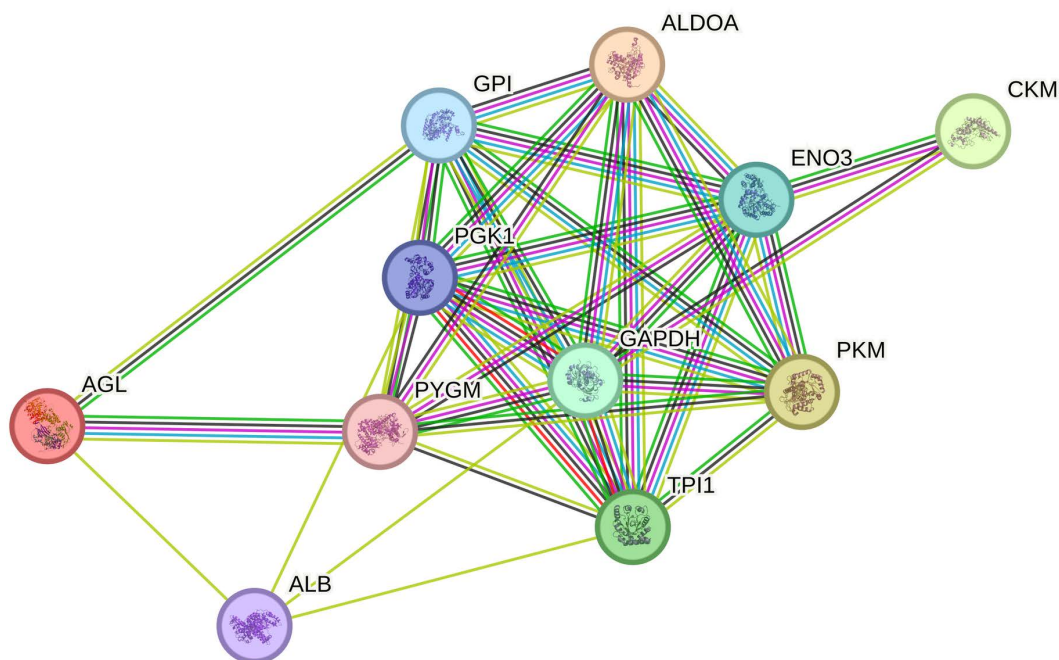 ALDOA
GPI
CKM
ENO3
PGK1
GAPDH
PKM
AGL
PYGM
TPI1
ALB